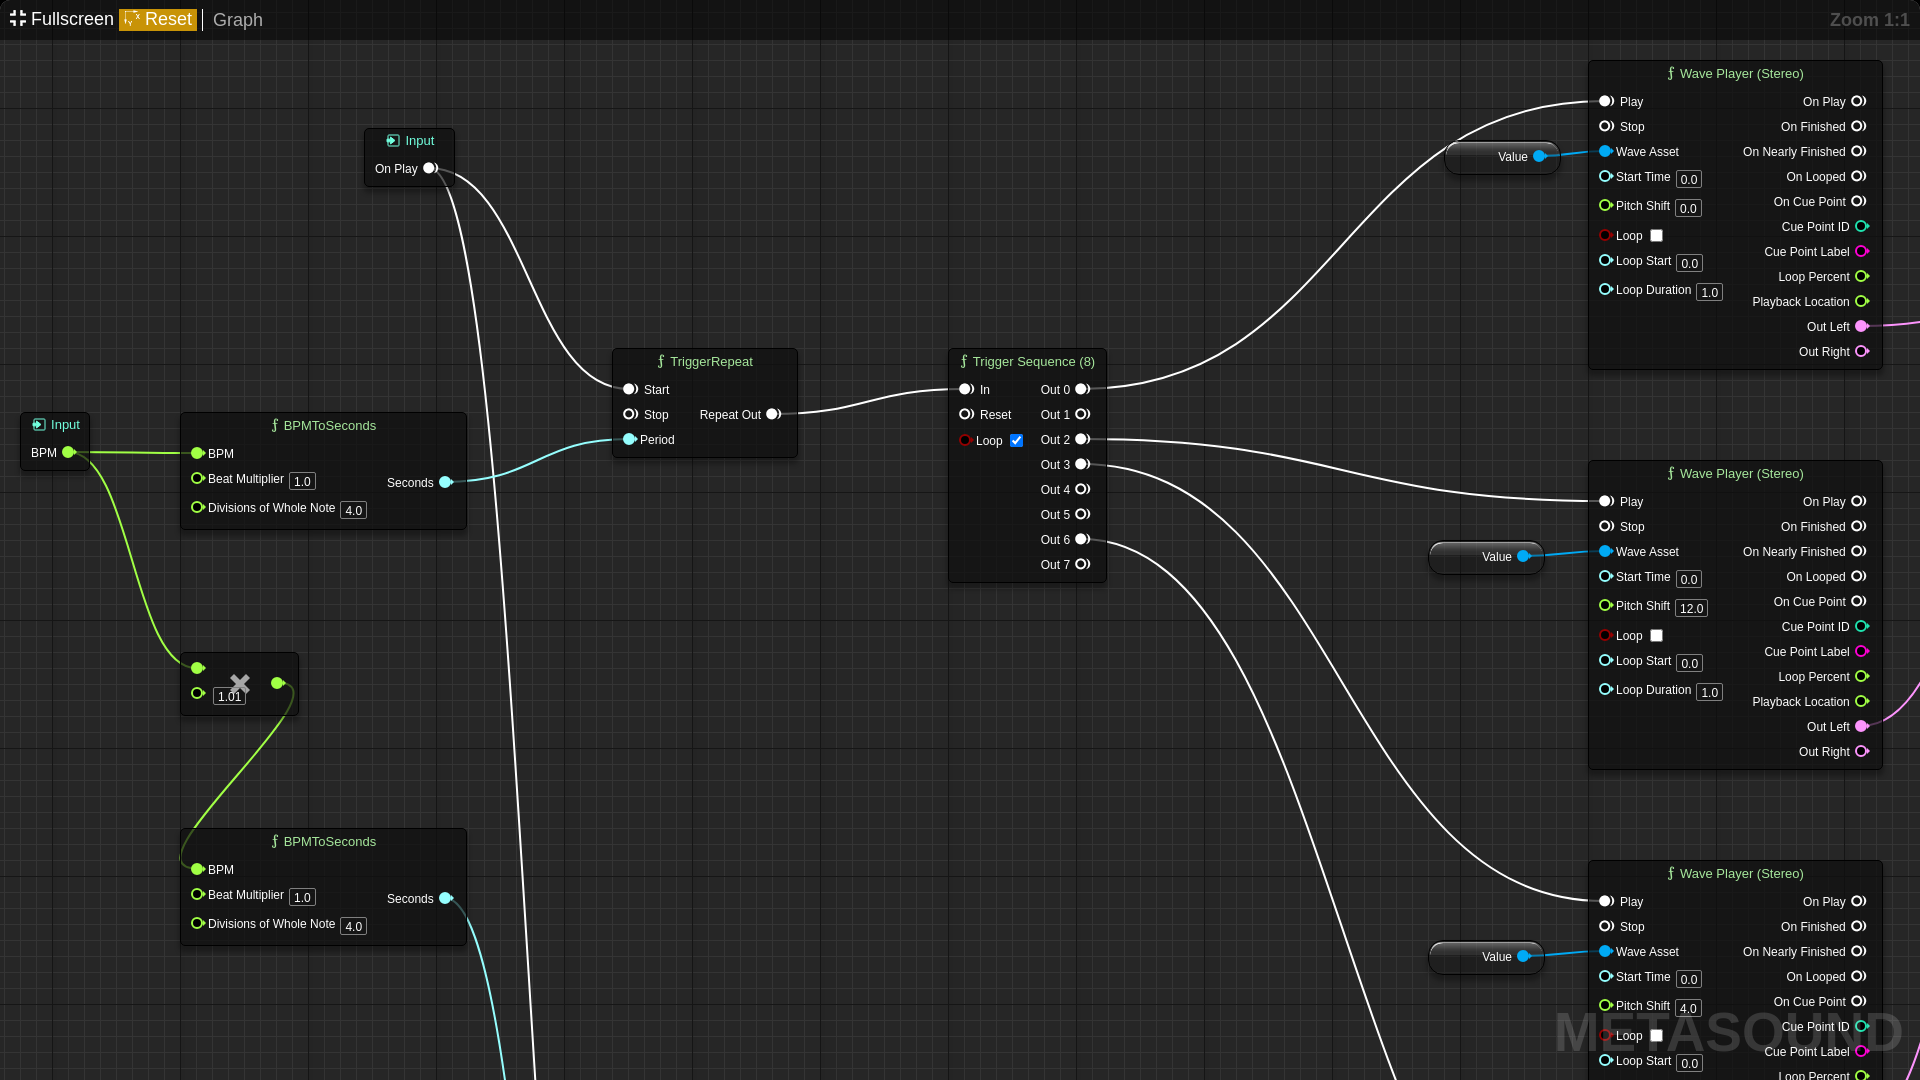 Fullscreen Reset Graph Zoom 1:1
Input
On Play
Input
BPM
BPMToSeconds
BPM
Beat Multiplier 1.0
Divisions of Whole Note 4.0
Seconds
1.01
BPMToSeconds
BPM
Beat Multiplier 1.0
Divisions of Whole Note 4.0
Seconds
TriggerRepeat
Start
Stop
Period
Repeat Out
Trigger Sequence (8)
In
Reset
Loop
Out 0
Out 1
Out 2
Out 3
Out 4
Out 5
Out 6
Out 7
Value
Wave Player (Stereo)
Play
Stop
Wave Asset
Start Time 0.0
Pitch Shift 0.0
Loop
Loop Start 0.0
Loop Duration 1.0
On Play
On Finished
On Nearly Finished
On Looped
On Cue Point
Cue Point ID
Cue Point Label
Loop Percent
Playback Location
Out Left
Out Right
Value
Wave Player (Stereo)
Play
Stop
Wave Asset
Start Time 0.0
Pitch Shift 12.0
Loop
Loop Start 0.0
Loop Duration 1.0
On Play
On Finished
On Nearly Finished
On Looped
On Cue Point
Cue Point ID
Cue Point Label
Loop Percent
Playback Location
Out Left
Out Right
Value
Wave Player (Stereo)
Play
Stop
Wave Asset
Start Time 0.0
Pitch Shift 4.0
Loop
Loop Start 0.0
On Play
On Finished
On Nearly Finished
On Looped
On Cue Point
Cue Point ID
Cue Point Label
Loop Percent
METASOUND